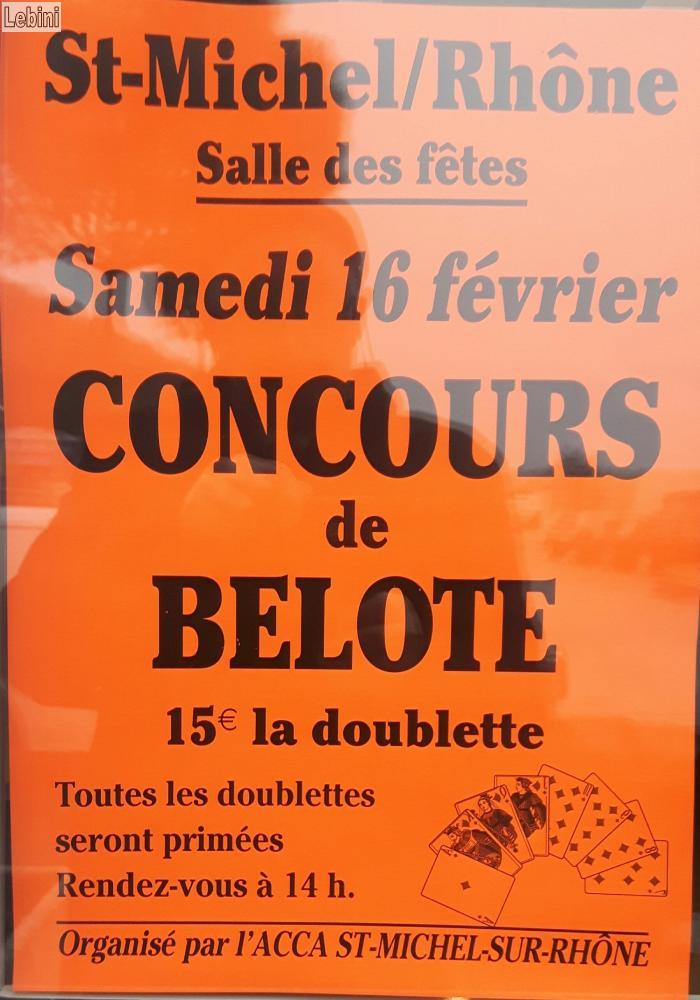 Lebini
St-Michel/Rhône
Salle des fêtes
Samedi 16 février
CONCOURS
de
BELOTE
15€ la doublette
Toutes les doublettes
seront primées
Rendez-vous à 14 h.
Organisé par l'ACCA ST-MICHEL-SUR-RHÔNE